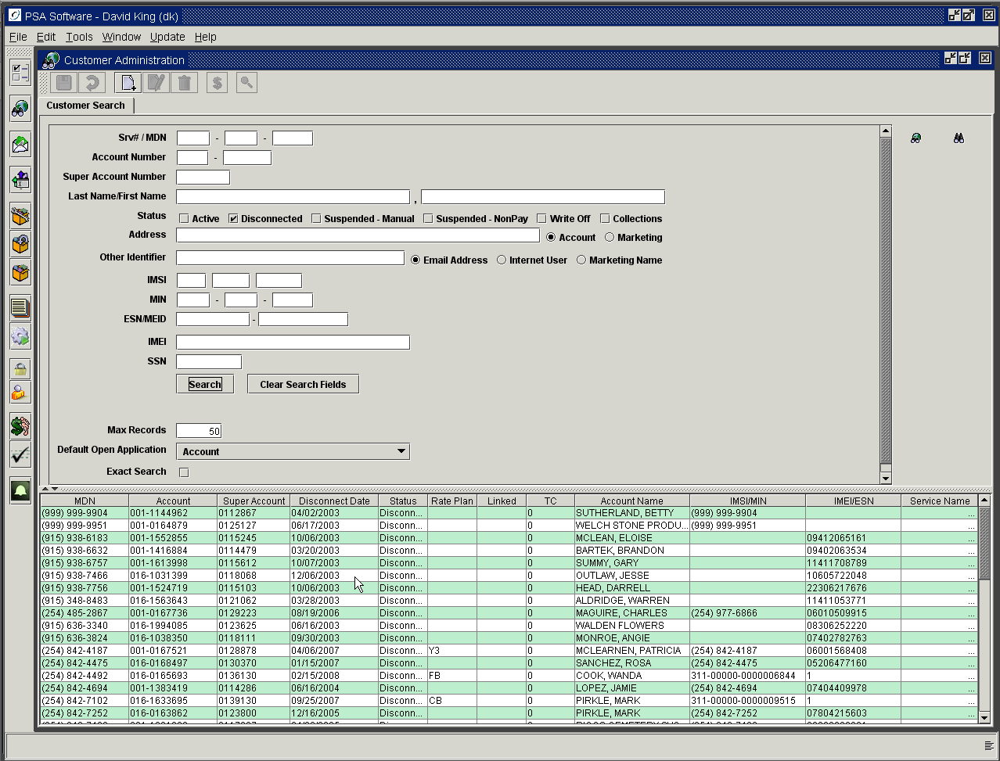 PSA Software - David King (dk)
File Edit Tools Window Update Help
Customer Administration
Customer Search
Srv# / MDN - -
Account Number -
Super Account Number
Last Name/First Name ,
Status Active Disconnected Suspended - Manual Suspended - NonPay Write Off Collections
Address Account Marketing
Other Identifier Email Address Internet User Marketing Name
IMSI
MIN - -
ESN/MEID -
IMEI
SSN
Search Clear Search Fields
Max Records 50
Default Open Application Account
Exact Search
MDN Account Super Account Disconnect Date Status Rate Plan Linked TC Account Name IMSI/MIN IMEI/ESN Service Name
(999) 999-9904 001-1144962 0112867 04/02/2003 Disconn... 0 SUTHERLAND, BETTY (999) 999-9904 ...
(999) 999-9951 001-0164879 0125127 06/17/2003 Disconn... 0 WELCH STONE PRODU... (999) 999-9951 ...
(915) 938-6183 001-1552855 0115245 10/06/2003 Disconn... 0 MCLEAN, ELOISE 09412065161 ...
(915) 938-6632 001-1416884 0114479 03/20/2003 Disconn... 0 BARTEK, BRANDON 09402063534 ...
(915) 938-6757 001-1613998 0115612 10/07/2003 Disconn... 0 SUMMY, GARY 11411708789 ...
(915) 938-7466 016-1031399 0118068 12/06/2003 Disconn... 0 OUTLAW, JESSE 10605722048 ...
(915) 938-7756 001-1524719 0115103 10/06/2003 Disconn... 0 HEAD, DARRELL 22306217676 ...
(915) 348-8483 016-1563643 0121062 03/28/2003 Disconn... 0 ALDRIDGE, WARREN 11411053771 ...
(254) 485-2867 001-0167736 0129223 08/19/2006 Disconn... 0 MAGUIRE, CHARLES (254) 977-6866 06010509915 ...
(915) 636-3340 016-1994085 0123625 06/16/2003 Disconn... 0 WALDEN FLOWERS 08306252220 ...
(915) 636-3824 016-1038350 0118111 09/30/2003 Disconn... 0 MONROE, ANGIE 07402782763 ...
(254) 842-4187 001-0167521 0128878 04/06/2007 Disconn... Y3 0 MCLEARNEN, PATRICIA (254) 842-4187 06001568408 ...
(254) 842-4475 016-0168497 0130370 01/15/2007 Disconn... 0 SANCHEZ, ROSA (254) 842-4475 05206477160 ...
(254) 842-4492 016-0165693 0136130 02/15/2008 Disconn... FB 0 COOK, WANDA 311-00000-0000006844 1 ...
(254) 842-4694 001-1383419 0114286 06/16/2004 Disconn... 0 LOPEZ, JAMIE (254) 842-4694 07404409978 ...
(254) 842-7102 016-1633695 0139130 09/25/2007 Disconn... CB 0 PIRKLE, MARK 311-00000-0000009515 1 ...
(254) 842-7252 016-0163862 0123800 12/16/2005 Disconn... 0 PIRKLE, MARK (254) 842-7252 07804215603 ...